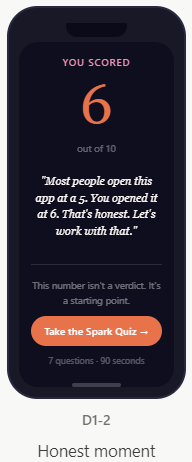 YOU SCORED
6
out of 10
"Most people open this
app at a 5. You opened it
at 6. That's honest. Let's
work with that."
This number isn't a verdict. It's
a starting point.
Take the Spark Quiz →
7 questions · 90 seconds
D1-2
Honest moment